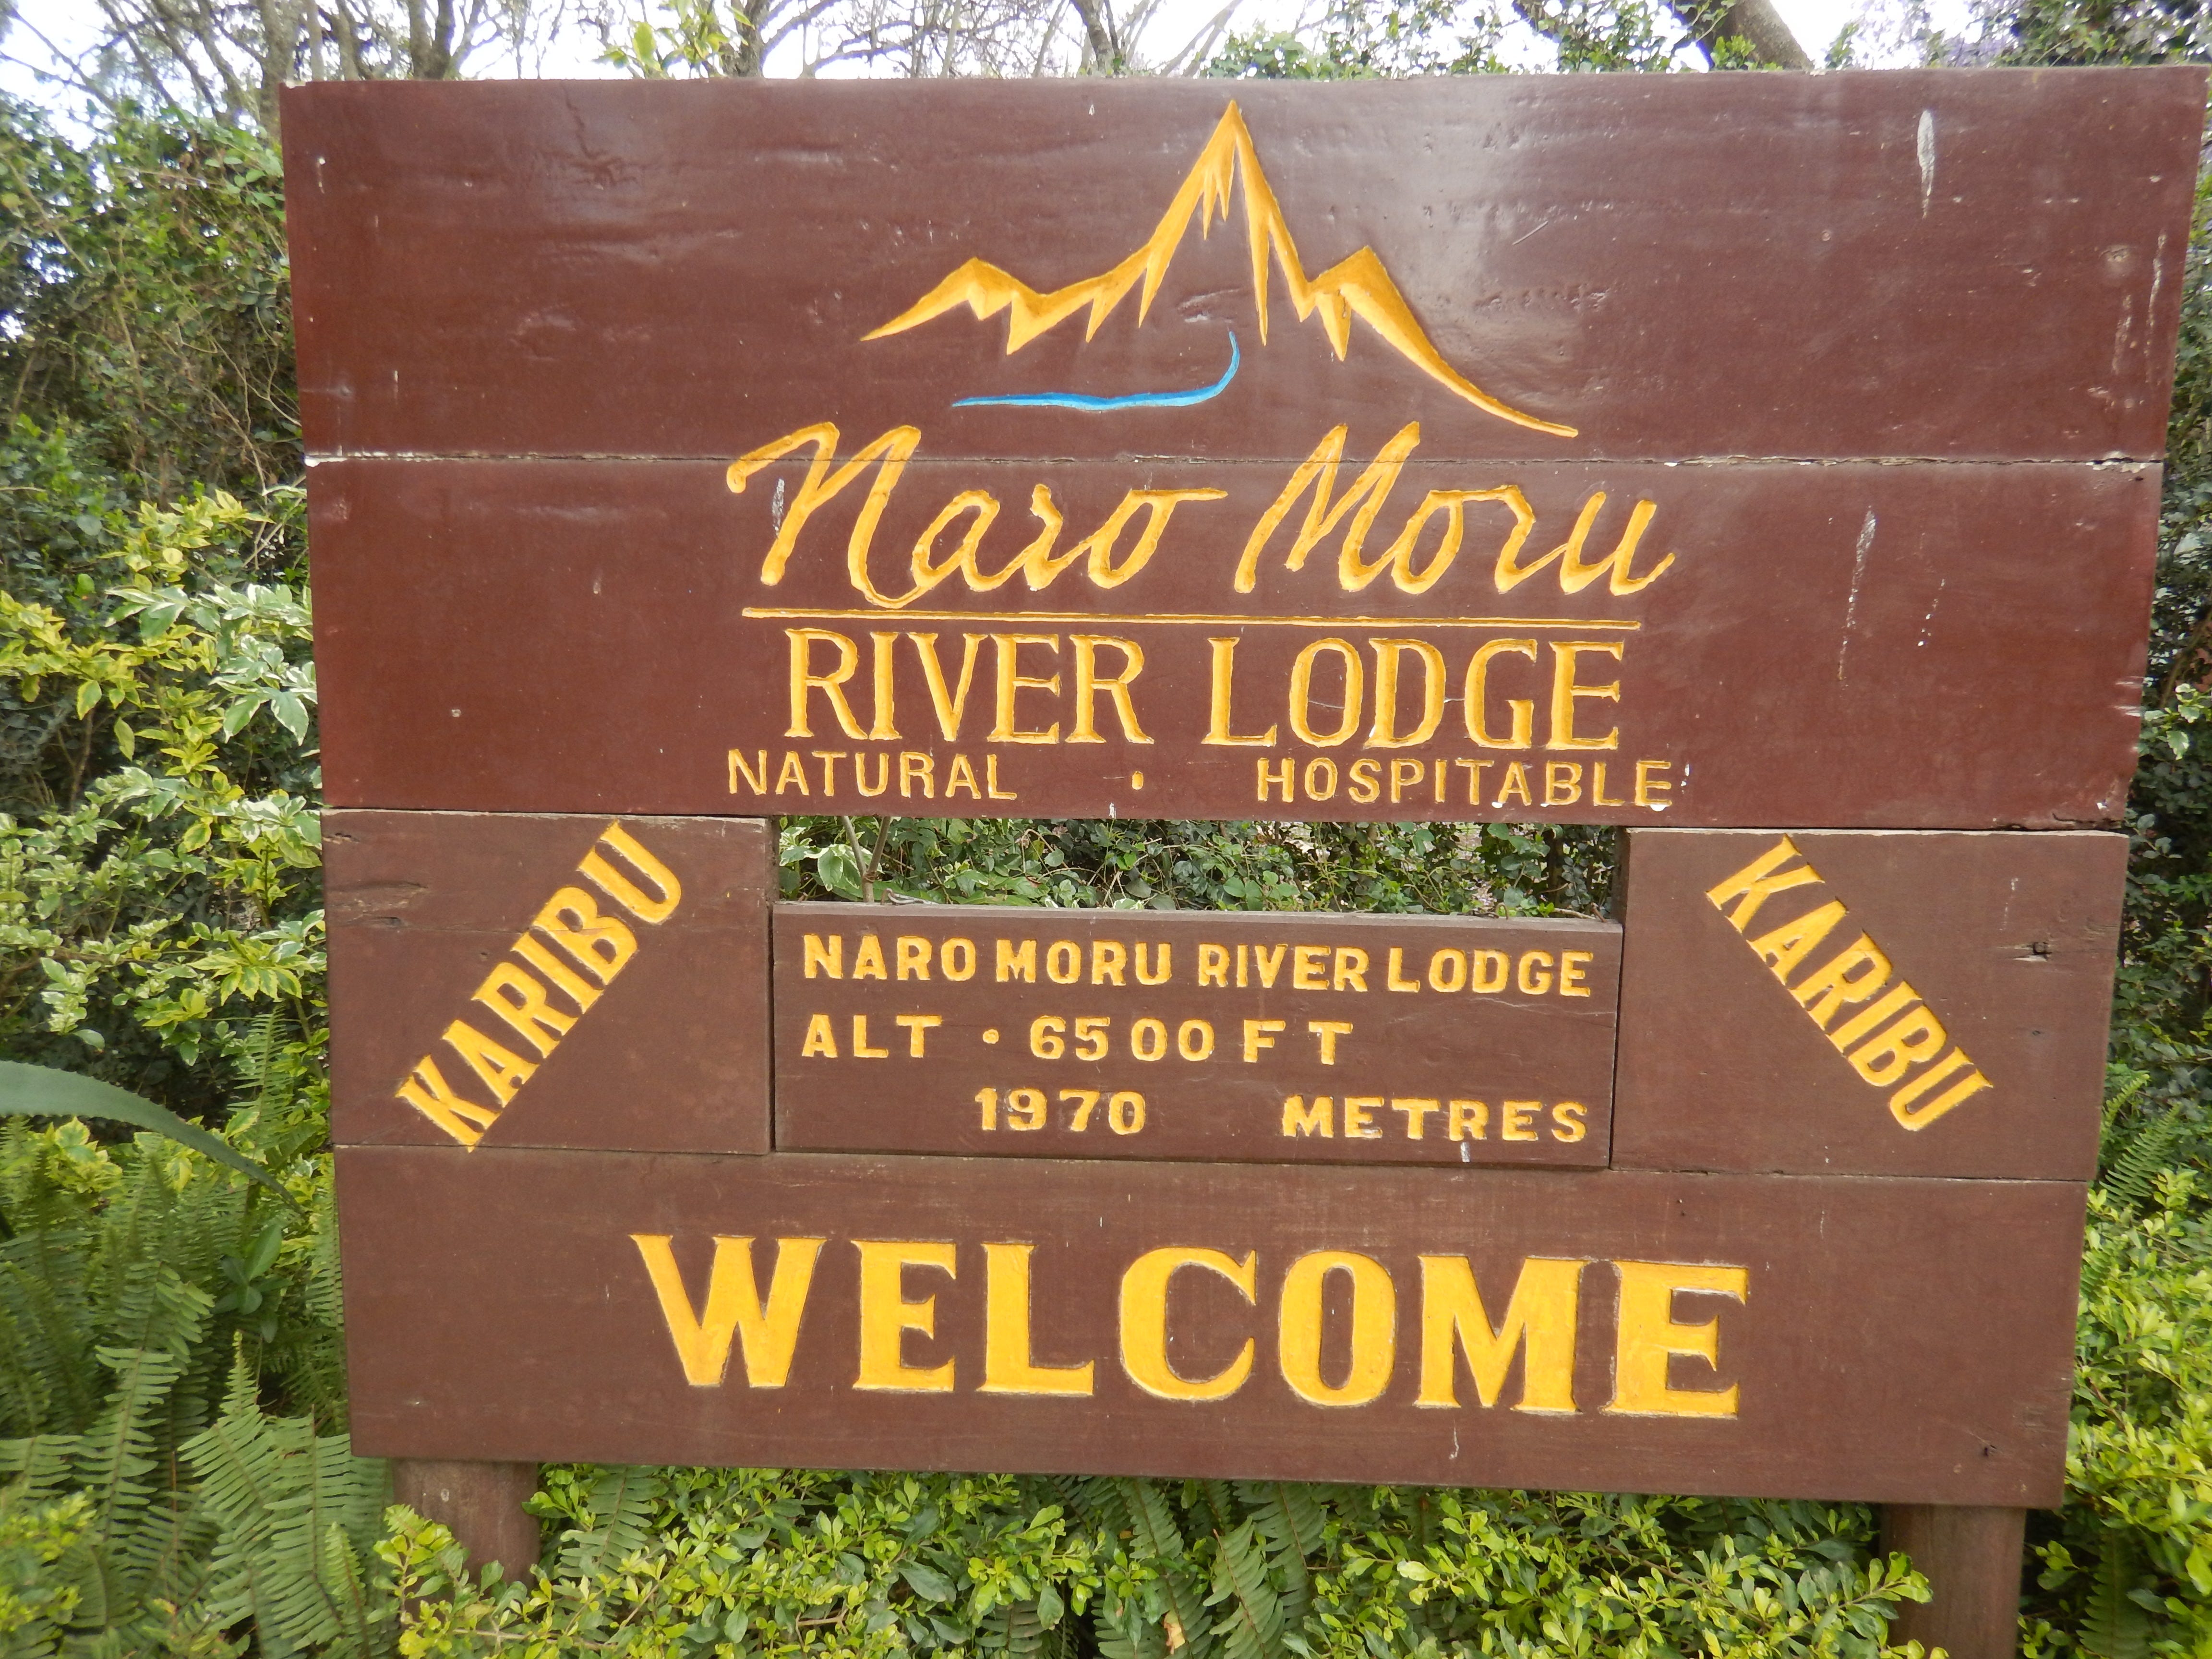 Naro Moru
RIVER LODGE
NATURAL • HOSPITABLE
KARIBU
NARO MORU RIVER LODGE
ALT • 6500 FT
1970 METRES
KARIBU
WELCOME